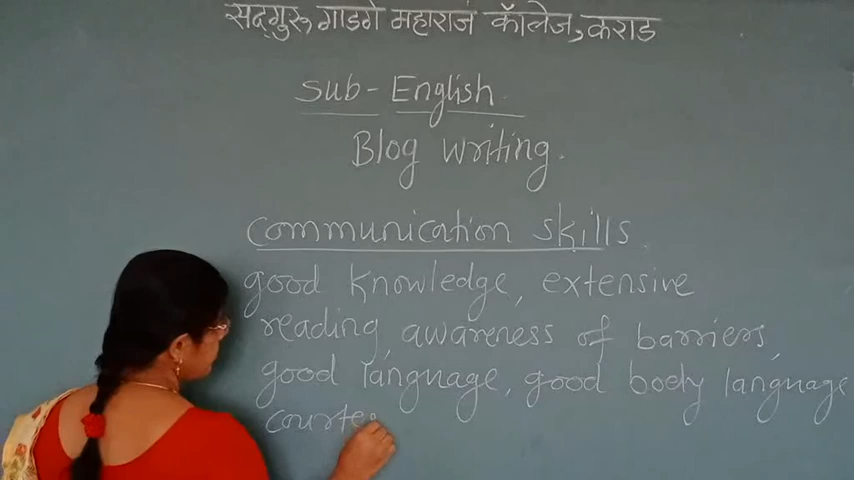 सद्‌गुरू गाडगे महाराज कॉलेज, कराड
Sub - English
Blog writing.
communication skills
good knowledge, extensive
reading, awareness of barriers,
good language, good body language
courte